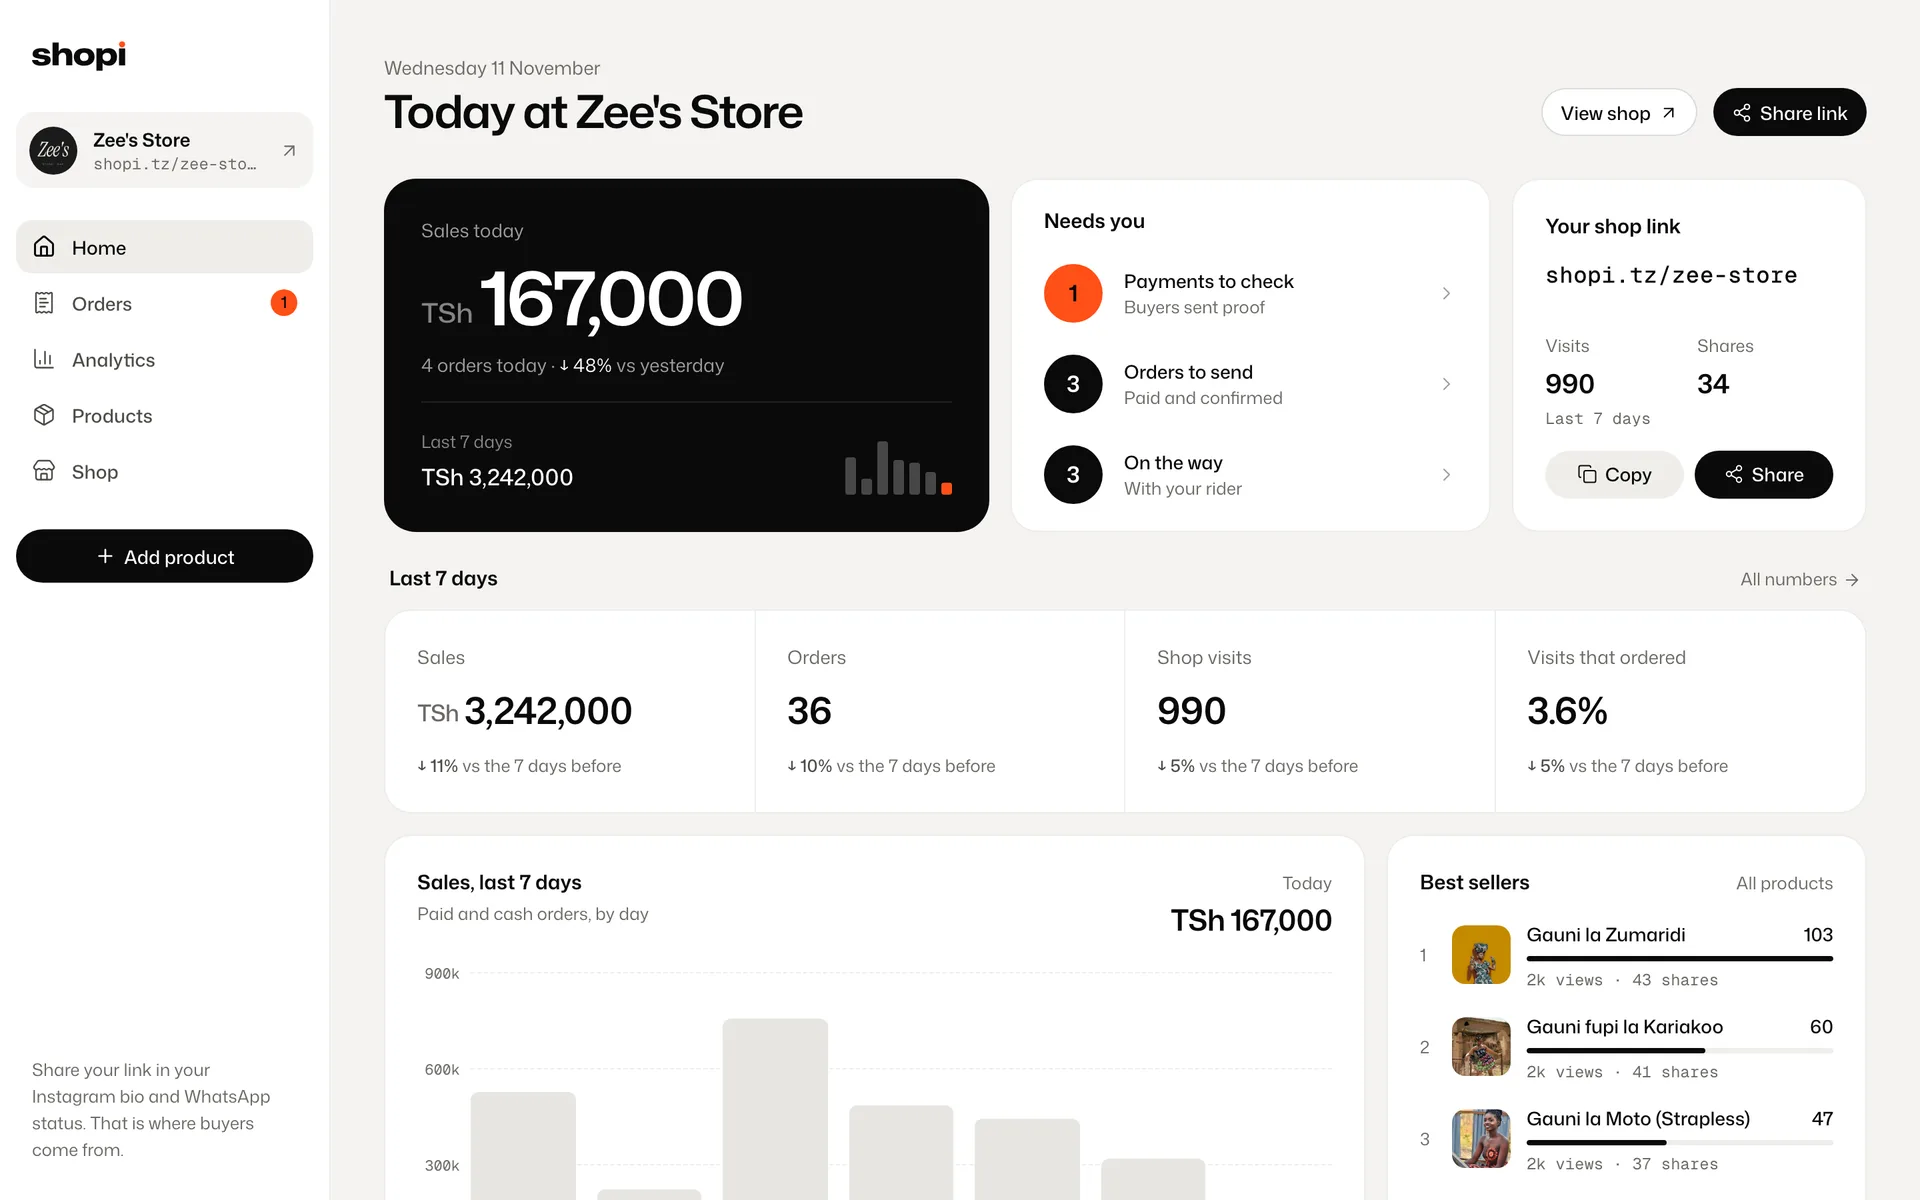 shopi
Zee's
Zee's Store
shopi.tz/zee-sto…
Home
Orders
1
Analytics
Products
Shop
+ Add product
Share your link in your
Instagram bio and WhatsApp
status. That is where buyers
come from.
Wednesday 11 November
Today at Zee's Store
View shop
Share link
Sales today
TSh 167,000
4 orders today · ↓ 48% vs yesterday
Last 7 days
TSh 3,242,000
Needs you
1
Payments to check
Buyers sent proof
3
Orders to send
Paid and confirmed
3
On the way
With your rider
Your shop link
shopi.tz/zee-store
Visits
Shares
990
34
Last 7 days
Copy
Share
Last 7 days
All numbers →
Sales
TSh 3,242,000
↓ 11% vs the 7 days before
Orders
36
↓ 10% vs the 7 days before
Shop visits
990
↓ 5% vs the 7 days before
Visits that ordered
3.6%
↓ 5% vs the 7 days before
Sales, last 7 days
Paid and cash orders, by day
Today
TSh 167,000
900k
600k
300k
Best sellers
All products
1
Gauni la Zumaridi
103
2k views · 43 shares
2
Gauni fupi la Kariakoo
60
2k views · 41 shares
3
Gauni la Moto (Strapless)
47
2k views · 37 shares